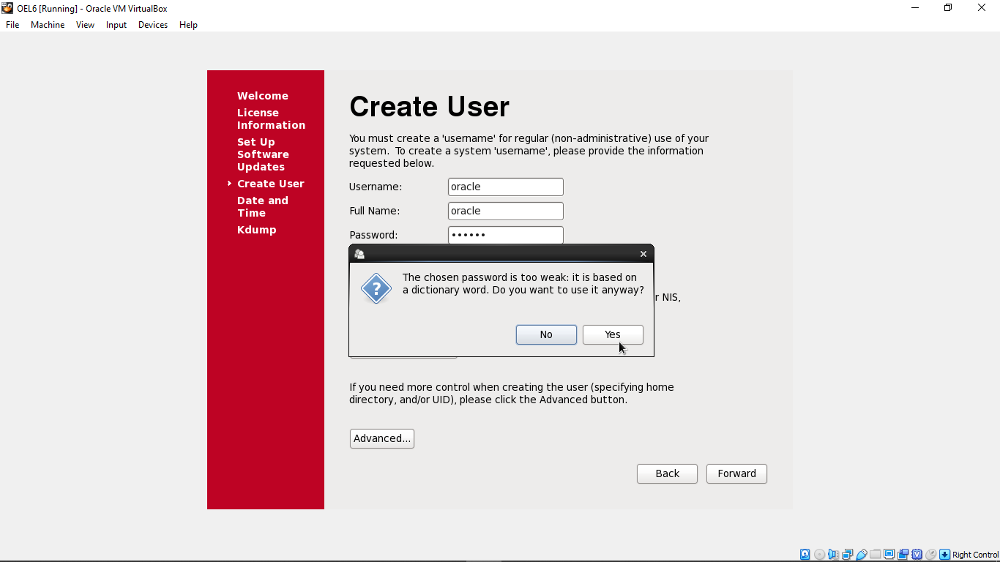 OEL6 [Running] - Oracle VM VirtualBox
File Machine View Input Devices Help
Welcome
License
Information
Set Up
Software
Updates
Create User
Date and
Time
Kdump
Create User
You must create a 'username' for regular (non-administrative) use of your
system.  To create a system 'username', please provide the information
requested below.
Username: oracle
Full Name: oracle
Password: ••••••
The chosen password is too weak: it is based on
a dictionary word. Do you want to use it anyway?
r NIS,
No Yes
If you need more control when creating the user (specifying home
directory, and/or UID), please click the Advanced button.
Advanced...
Back Forward
Right Control